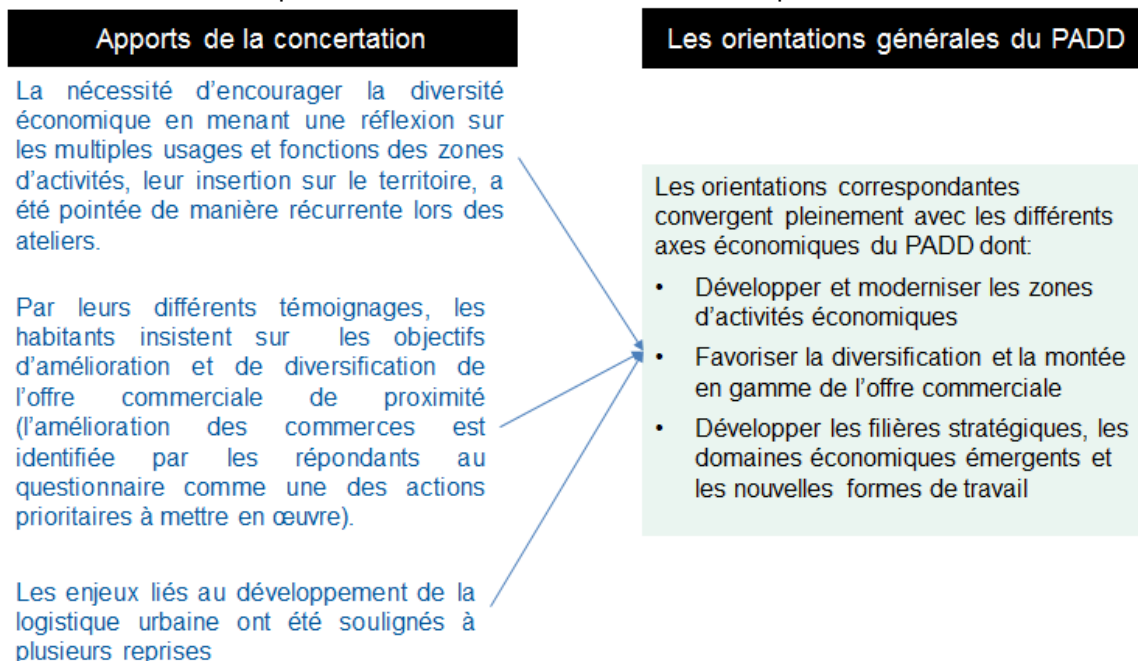 Apports de la concertation
La nécessité d'encourager la diversité
économique en menant une réflexion sur
les multiples usages et fonctions des zones
d'activités, leur insertion sur le territoire, a
été pointée de manière récurrente lors des
ateliers.
Par leurs différents témoignages, les
habitants insistent sur les objectifs
d'amélioration et de diversification de
l'offre commerciale de proximité
(l'amélioration des commerces est
identifiée par les répondants au
questionnaire comme une des actions
prioritaires à mettre en œuvre).
Les enjeux liés au développement de la
logistique urbaine ont été soulignés à
plusieurs reprises
Les orientations générales du PADD
Les orientations correspondantes
convergent pleinement avec les différents
axes économiques du PADD dont:
• Développer et moderniser les zones
d'activités économiques
• Favoriser la diversification et la montée
en gamme de l'offre commerciale
• Développer les filières stratégiques, les
domaines économiques émergents et
les nouvelles formes de travail